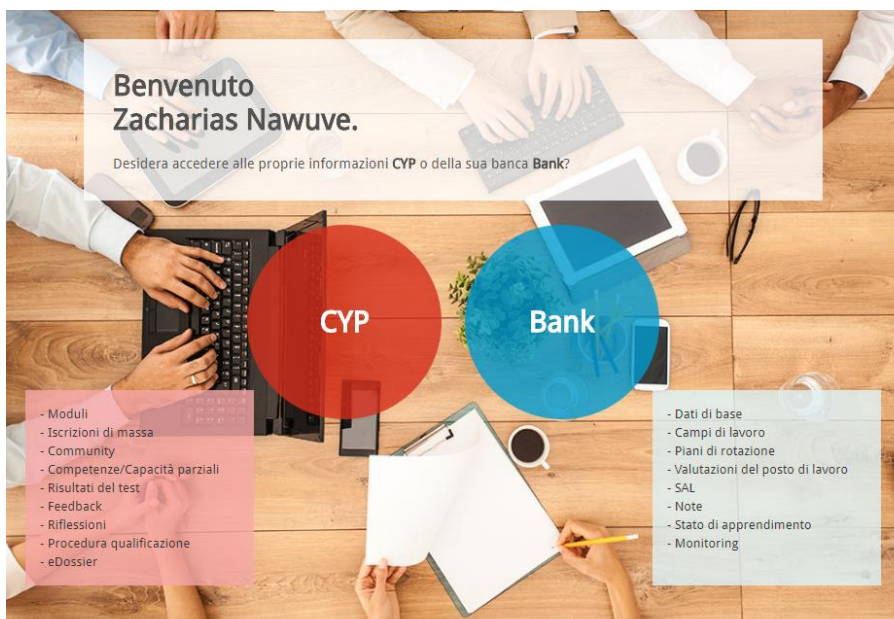 Benvenuto
Zacharias Nawuve.
Desidera accedere alle proprie informazioni CYP o della sua banca Bank?
CYP
Bank
- Moduli
- Iscrizioni di massa
- Community
- Competenze/Capacità parziali
- Risultati del test
- Feedback
- Riflessioni
- Procedura qualificazione
- eDossier
- Dati di base
- Campi di lavoro
- Piani di rotazione
- Valutazioni del posto di lavoro
- SAL
- Note
- Stato di apprendimento
- Monitoring